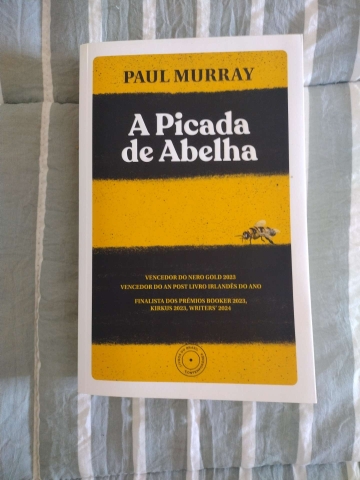 PAUL MURRAY
A Picada
de Abelha
VENCEDOR DO NERO GOLD 2023
VENCEDOR DO AN POST LIVRO IRLANDÊS DO ANO
FINALISTA DOS PRÉMIOS BOOKER 2023,
KIRKUS 2023, WRITERS' 2024